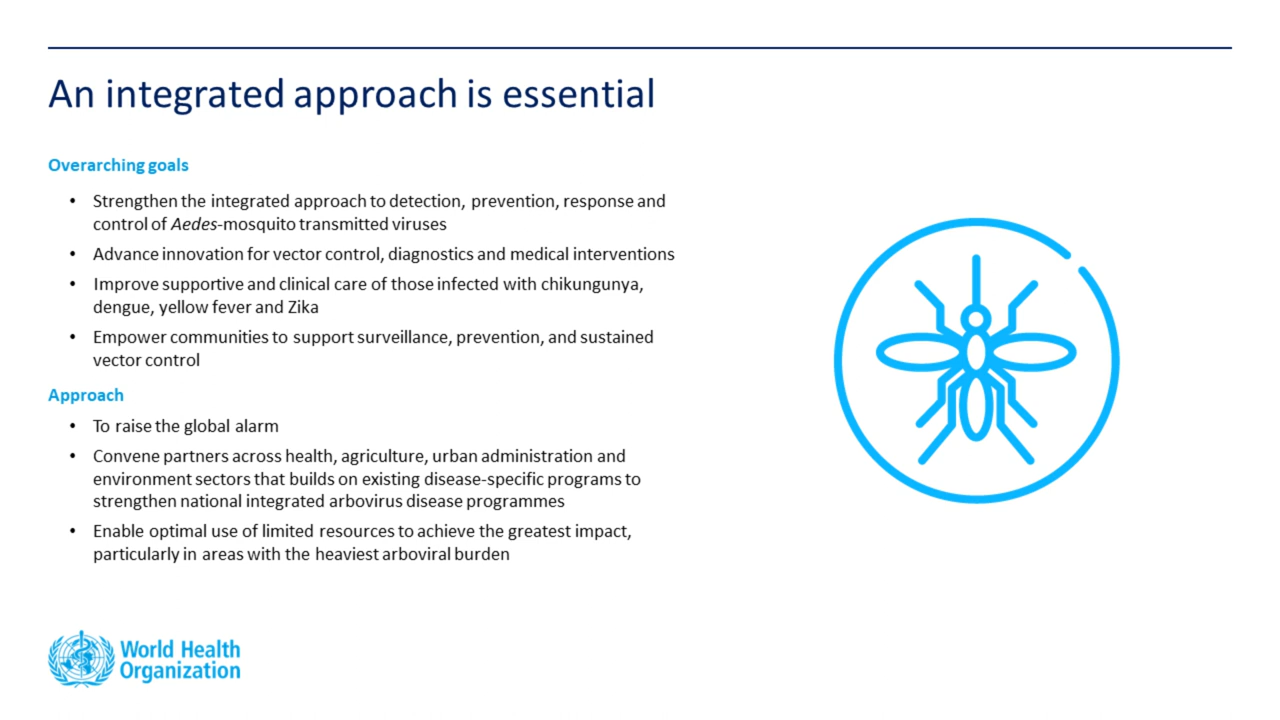 An integrated approach is essential
Overarching goals
• Strengthen the integrated approach to detection, prevention, response and
control of Aedes-mosquito transmitted viruses
• Advance innovation for vector control, diagnostics and medical interventions
• Improve supportive and clinical care of those infected with chikungunya,
dengue, yellow fever and Zika
• Empower communities to support surveillance, prevention, and sustained
vector control
Approach
• To raise the global alarm
• Convene partners across health, agriculture, urban administration and
environment sectors that builds on existing disease-specific programs to
strengthen national integrated arbovirus disease programmes
• Enable optimal use of limited resources to achieve the greatest impact,
particularly in areas with the heaviest arboviral burden
World Health
Organization